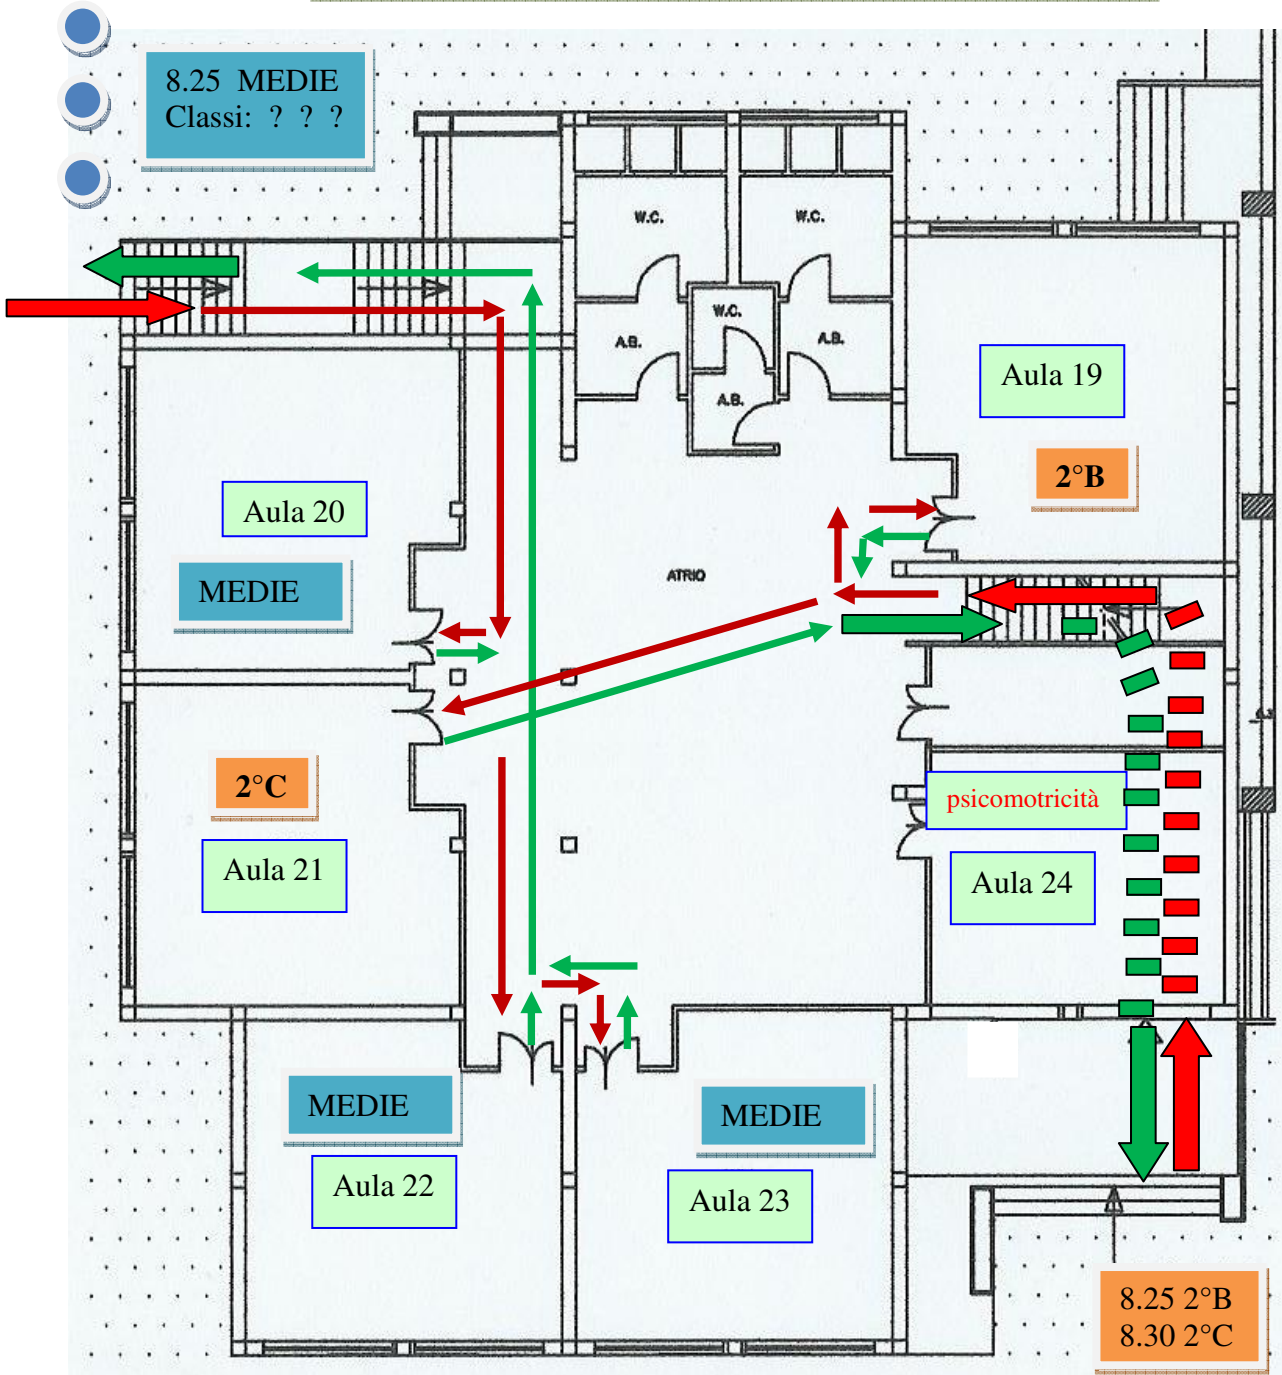 8.25 MEDIE
Classi: ? ? ?
W.C.
W.C.
W.C.
A.B.
A.B.
A.B.
Aula 19
2°B
Aula 20
MEDIE
ATRIO
2°C
Aula 21
psicomotricità
Aula 24
MEDIE
Aula 22
MEDIE
Aula 23
8.25 2°B
8.30 2°C